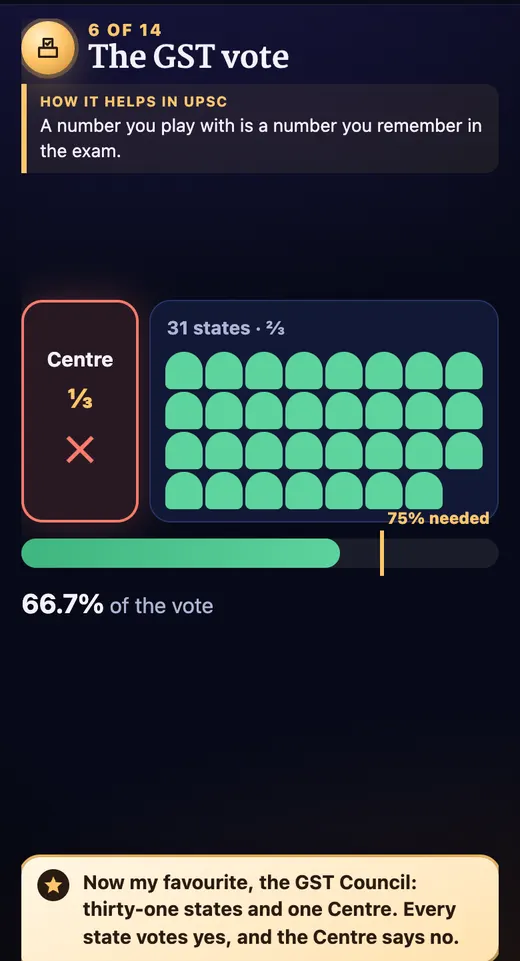 6 OF 14
The GST vote
HOW IT HELPS IN UPSC
A number you play with is a number you remember in
the exam.
Centre
⅓
31 states · ⅔
75% needed
66.7% of the vote
Now my favourite, the GST Council:
thirty-one states and one Centre. Every
state votes yes, and the Centre says no.